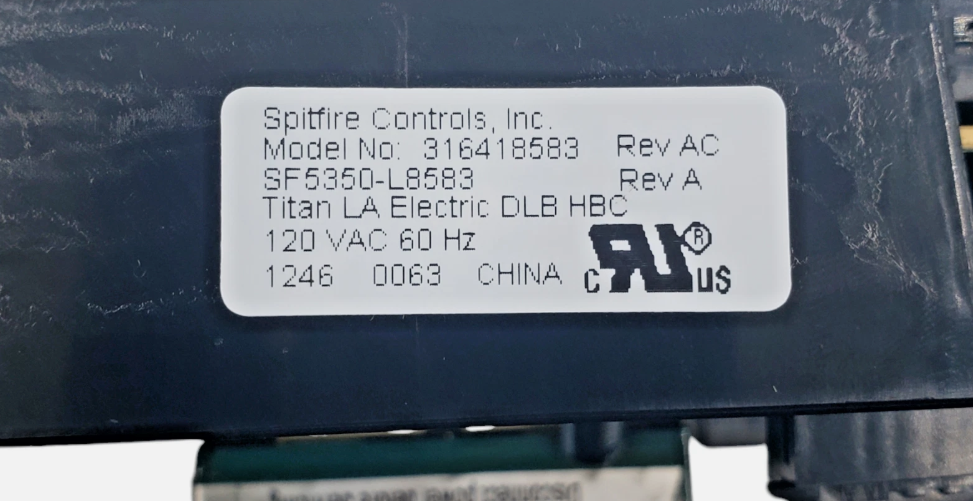 Spitfire Controls, Inc.
Model No: 316418583 Rev AC
SF5350-L8583 Rev A
Titan LA Electric DLB HBC
120 VAC 60 Hz
1246 0063 CHINA c RU ® US